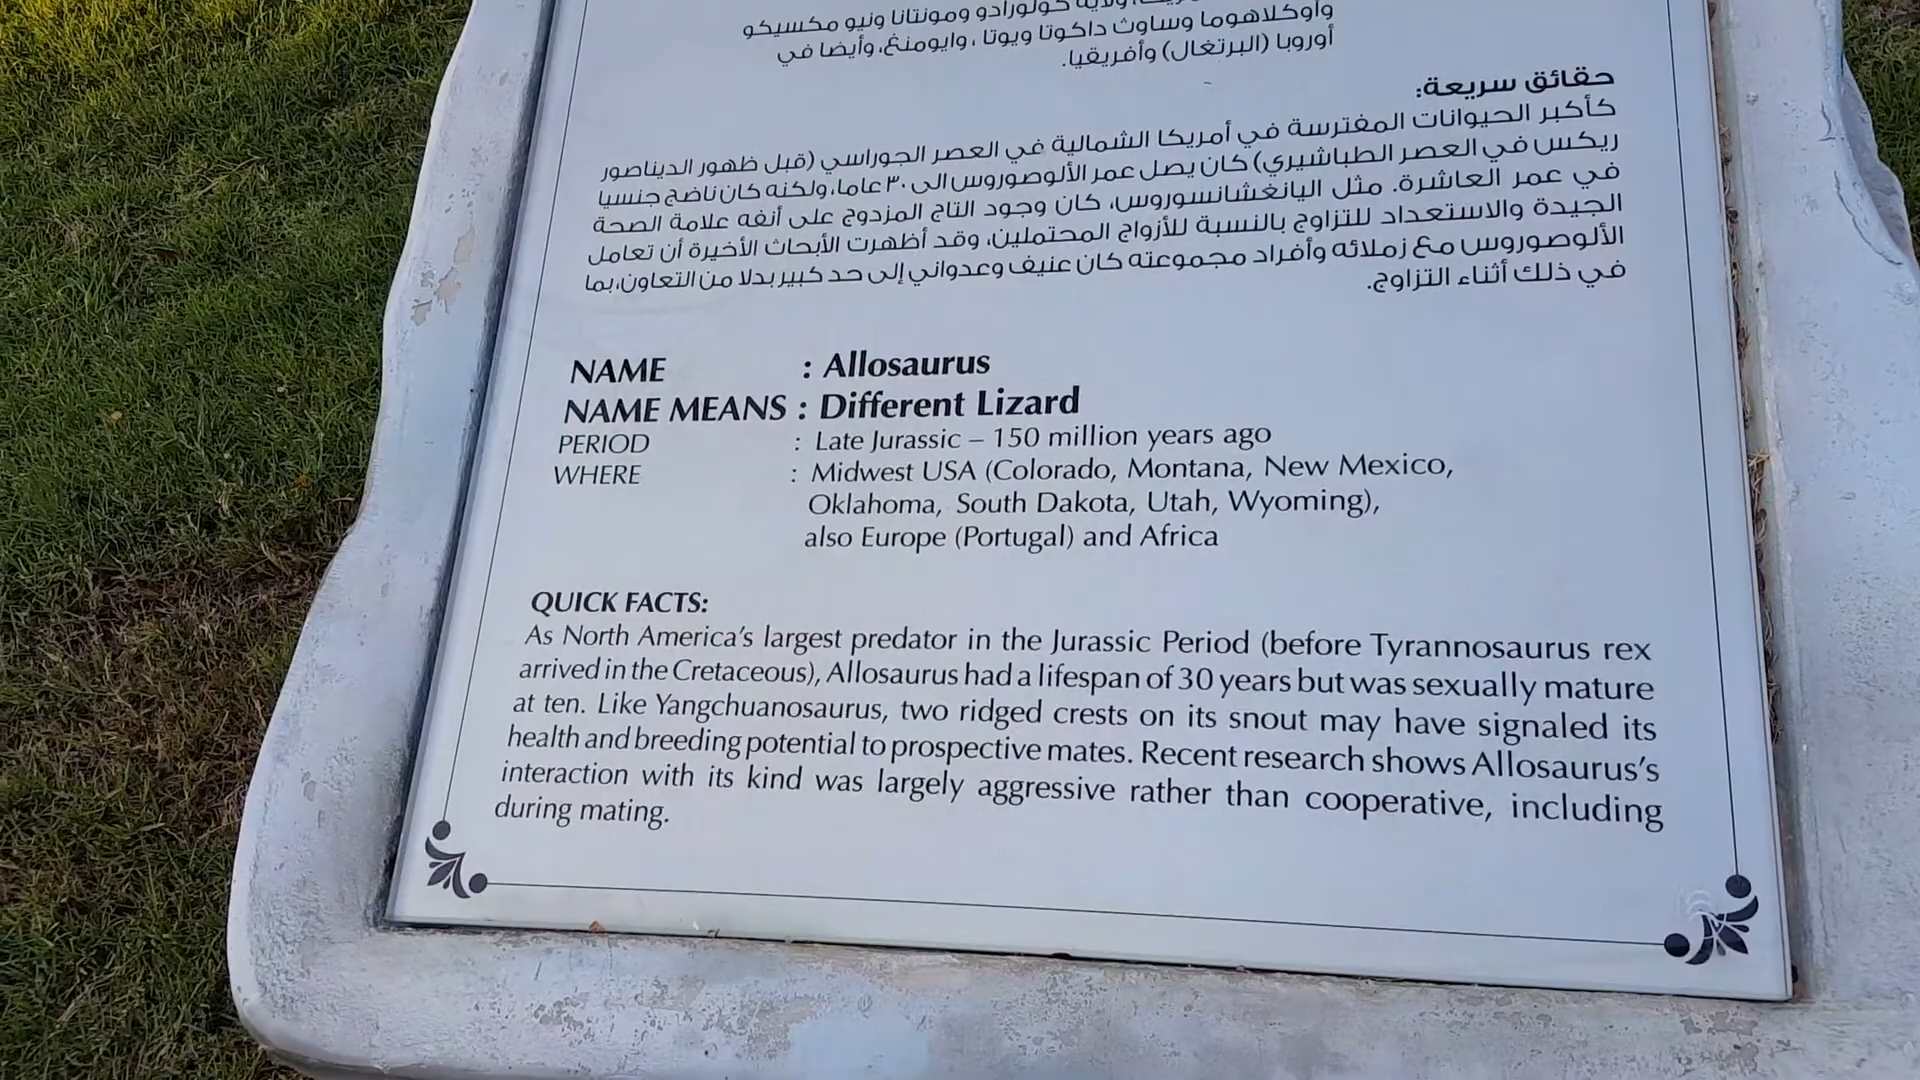 ولاية كولورادو ومونتانا ونيو مكسيكو
وأوكلاهوما وساوث داكوتا ويوتا ، وايومنغ، وأيضا في
أوروبا (البرتغال) وأفريقيا.
حقائق سريعة:
كأكبر الحيوانات المفترسة في أمريكا الشمالية في العصر الجوراسي (قبل ظهور الديناصور
ريكس في العصر الطباشيري) كان يصل عمر الألوصوروس الى ٣٠ عاما، ولكنه كان ناضج جنسيا
في عمر العاشرة. مثل اليانغشانسوروس، كان وجود التاج المزدوج على أنفه علامة الصحة
الجيدة والاستعداد للتزاوج بالنسبة للأزواج المحتملين، وقد أظهرت الأبحاث الأخيرة أن تعامل
الألوصوروس مع زملائه وأفراد مجموعته كان عنيف وعدواني إلى حد كبير بدلا من التعاون، بما
في ذلك أثناء التزاوج.
NAME : Allosaurus
NAME MEANS : Different Lizard
PERIOD : Late Jurassic – 150 million years ago
WHERE : Midwest USA (Colorado, Montana, New Mexico,
Oklahoma, South Dakota, Utah, Wyoming),
also Europe (Portugal) and Africa
QUICK FACTS:
As North America's largest predator in the Jurassic Period (before Tyrannosaurus rex
arrived in the Cretaceous), Allosaurus had a lifespan of 30 years but was sexually mature
at ten. Like Yangchuanosaurus, two ridged crests on its snout may have signaled its
health and breeding potential to prospective mates. Recent research shows Allosaurus's
interaction with its kind was largely aggressive rather than cooperative, including
during mating.